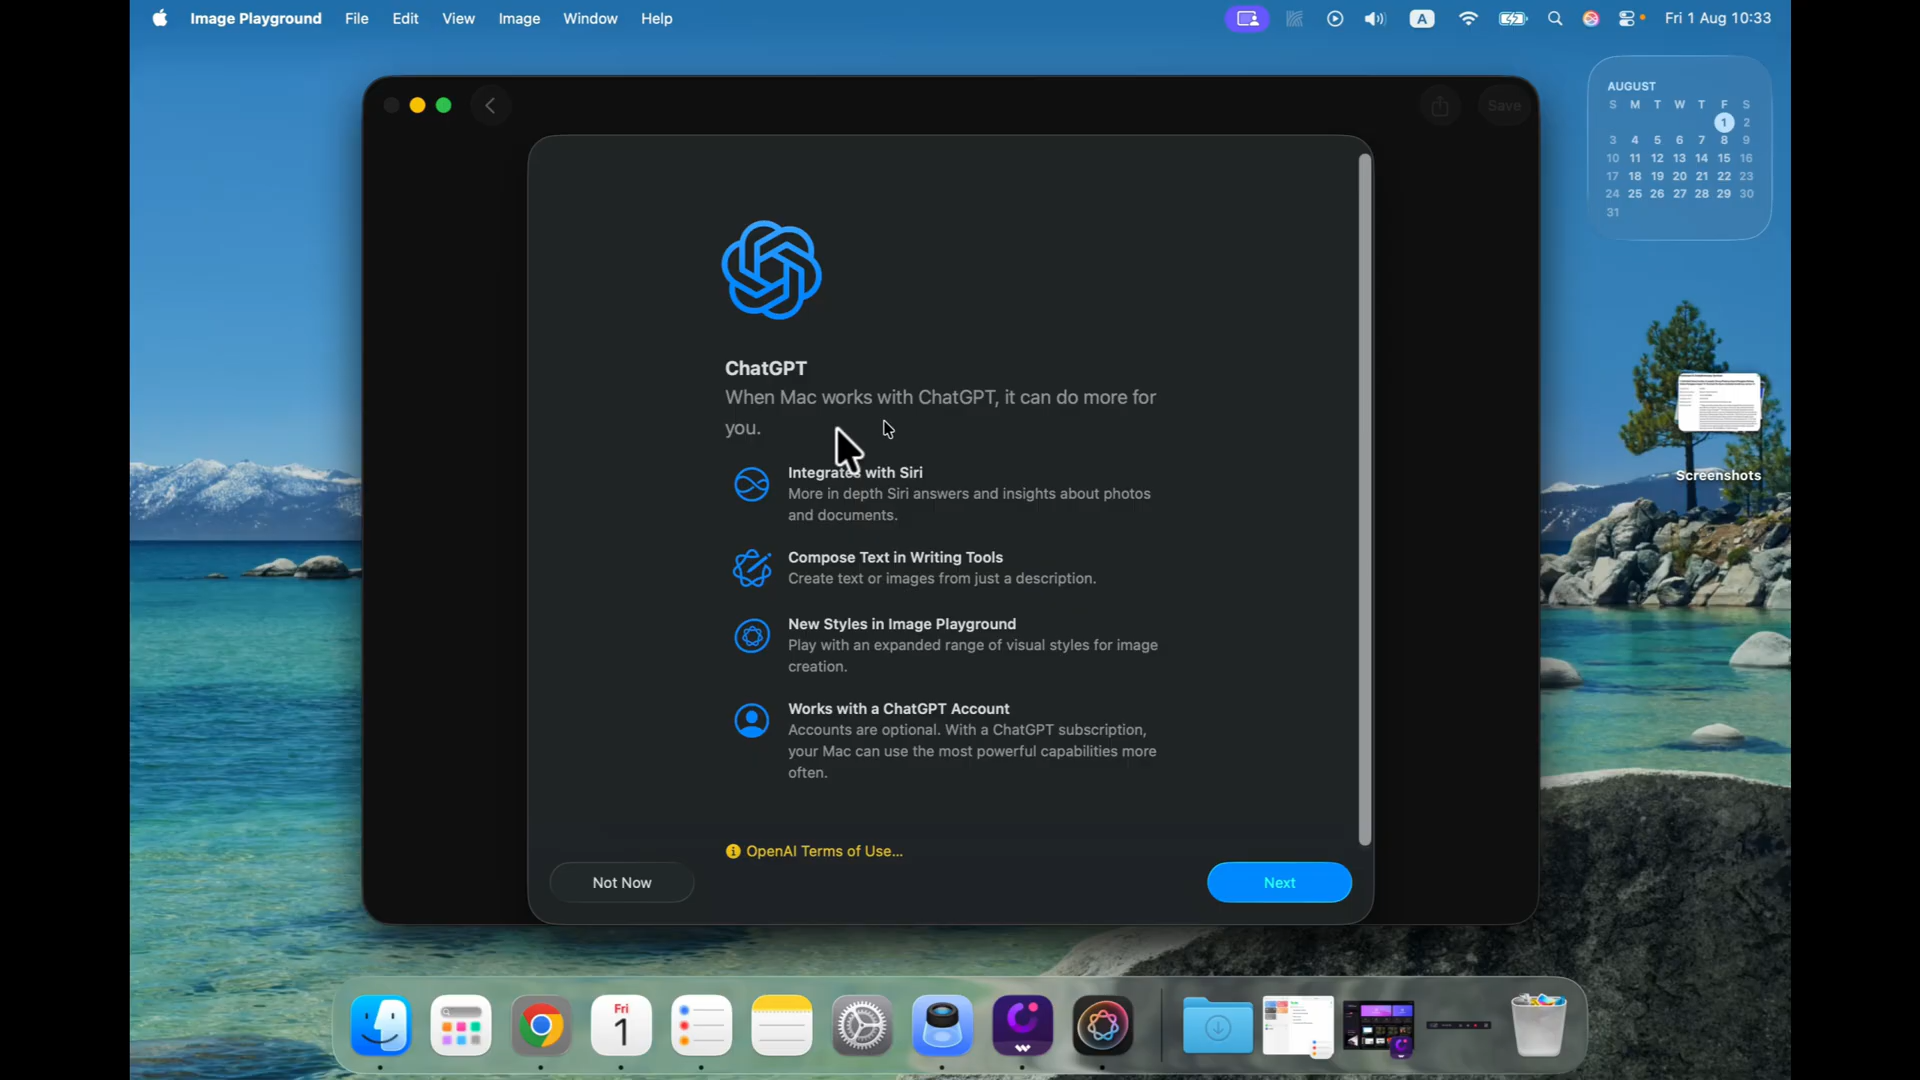 Image Playground File Edit View Image Window Help
A
Fri 1 Aug 10:33
Save
AUGUST
S M T W T F S
1 2
3 4 5 6 7 8 9
10 11 12 13 14 15 16
17 18 19 20 21 22 23
24 25 26 27 28 29 30
31
ChatGPT
When Mac works with ChatGPT, it can do more for
you.
Integrates with Siri
More in depth Siri answers and insights about photos
and documents.
Compose Text in Writing Tools
Create text or images from just a description.
New Styles in Image Playground
Play with an expanded range of visual styles for image
creation.
Works with a ChatGPT Account
Accounts are optional. With a ChatGPT subscription,
your Mac can use the most powerful capabilities more
often.
OpenAI Terms of Use...
Not Now
Next
Screenshots
Fri
1